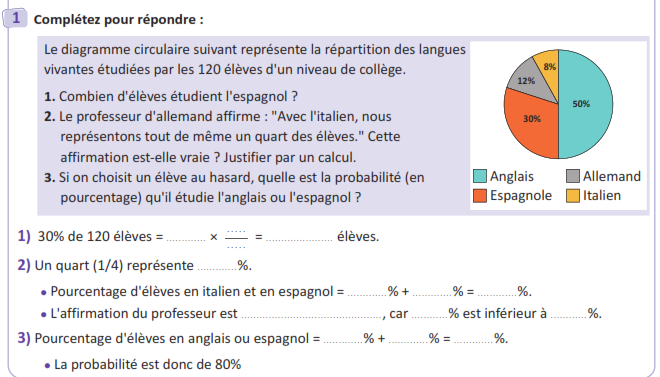 1 Complétez pour répondre :
Le diagramme circulaire suivant représente la répartition des langues
vivantes étudiées par les 120 élèves d'un niveau de collège.
1. Combien d'élèves étudient l'espagnol ?
2. Le professeur d'allemand affirme : "Avec l'italien, nous
représentons tout de même un quart des élèves." Cette
affirmation est-elle vraie ? Justifier par un calcul.
3. Si on choisit un élève au hasard, quelle est la probabilité (en
pourcentage) qu'il étudie l'anglais ou l'espagnol ?
8%
12%
50%
30%
Anglais Allemand
Espagnole Italien
1) 30% de 120 élèves = ............ × ..... / ..... = .................... élèves.
2) Un quart (1/4) représente ............%.
• Pourcentage d'élèves en italien et en espagnol = ............% + ............% = ............%.
• L'affirmation du professeur est .........................................., car ............% est inférieur à ............%.
3) Pourcentage d'élèves en anglais ou espagnol = ............% + ............% = ............%.
• La probabilité est donc de 80%